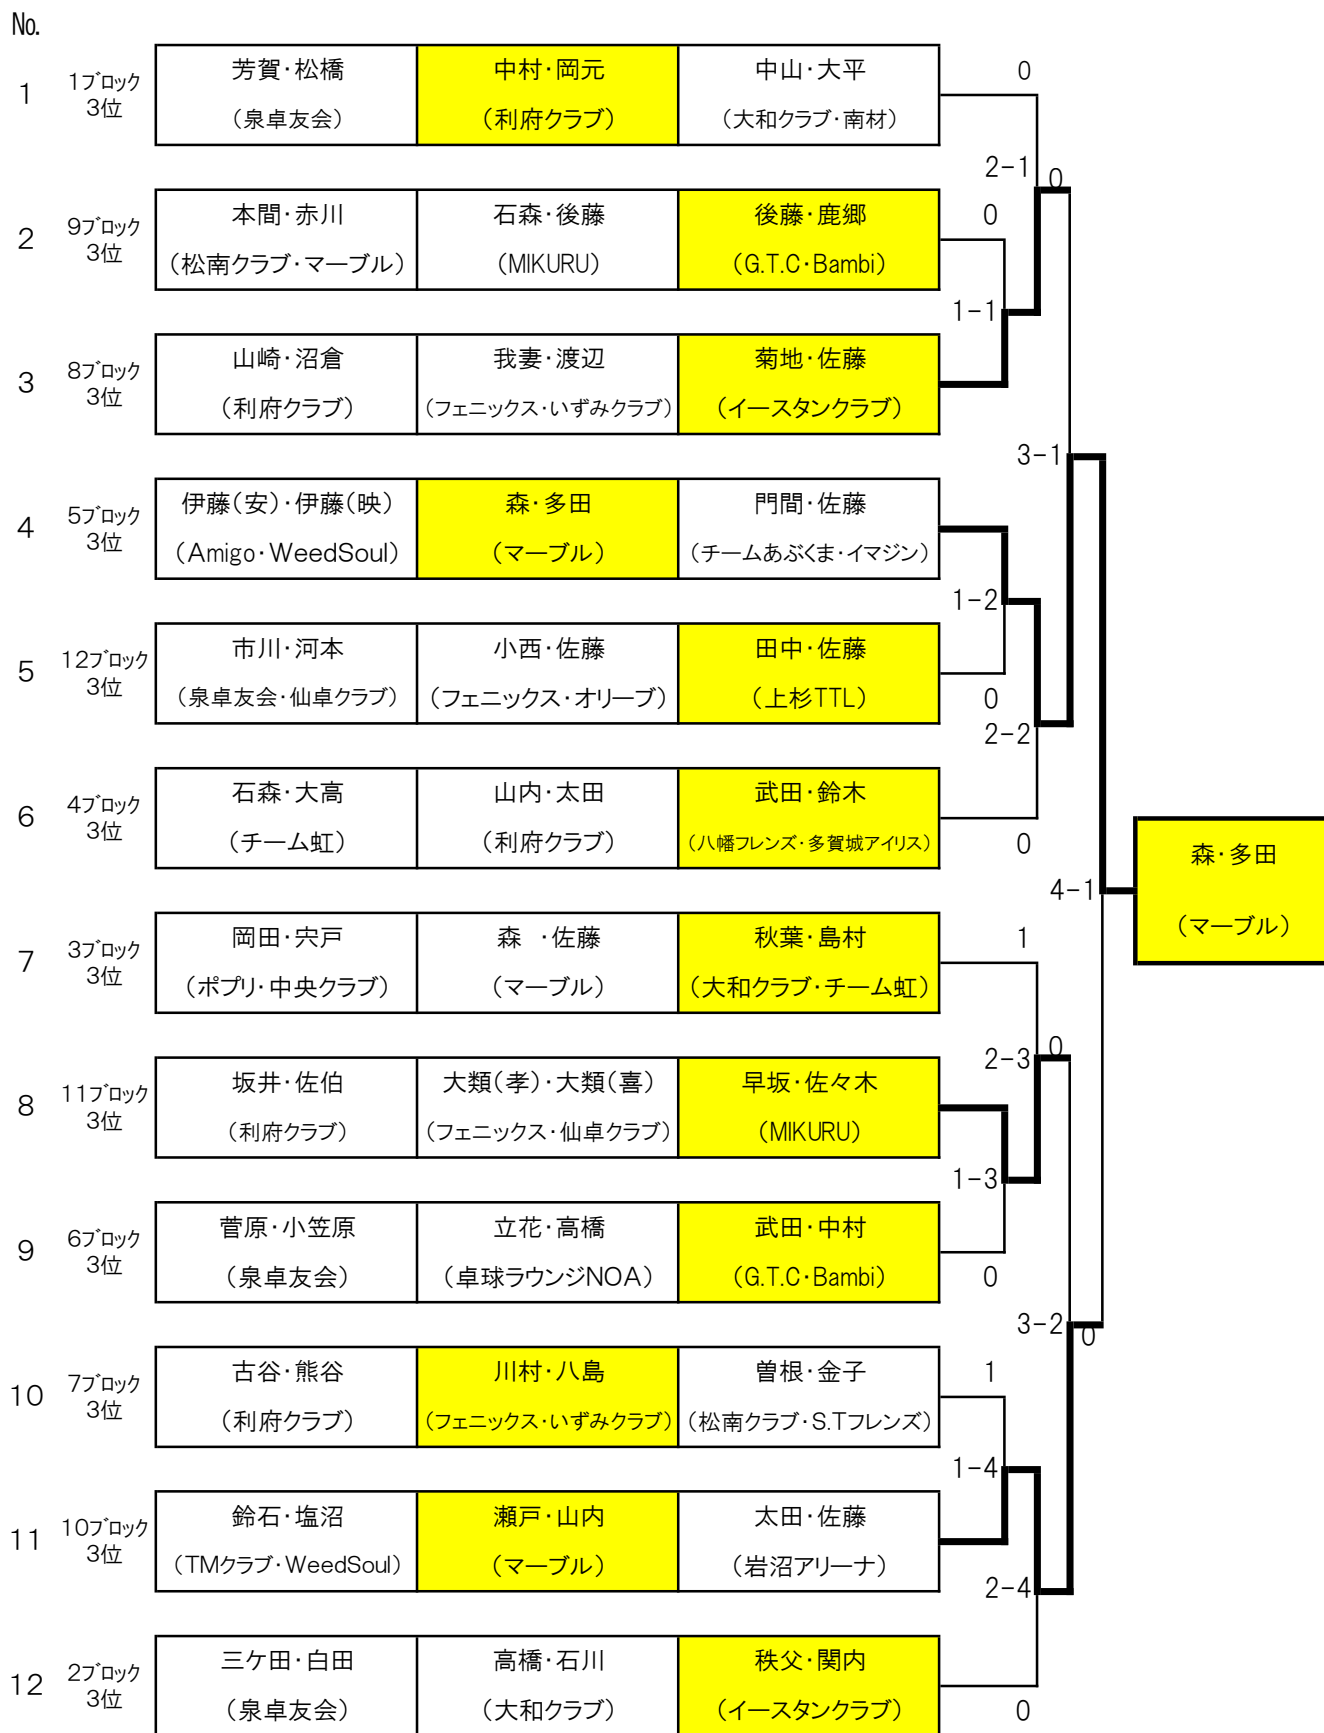 No.
1 1ブロック 3位 芳賀・松橋 (泉卓友会) 中村・岡元 (利府クラブ) 中山・大平 (大和クラブ・南材) 0
2-1 0
2 9ブロック 3位 本間・赤川 (松南クラブ・マーブル) 石森・後藤 (MIKURU) 後藤・鹿郷 (G.T.C・Bambi) 0
1-1
3 8ブロック 3位 山崎・沼倉 (利府クラブ) 我妻・渡辺 (フェニックス・いずみクラブ) 菊地・佐藤 (イースタンクラブ)
3-1
4 5ブロック 3位 伊藤(安)・伊藤(映) (Amigo・WeedSoul) 森・多田 (マーブル) 門間・佐藤 (チームあぶくま・イマジン)
1-2
5 12ブロック 3位 市川・河本 (泉卓友会・仙卓クラブ) 小西・佐藤 (フェニックス・オリーブ) 田中・佐藤 (上杉TTL) 0
2-2
6 4ブロック 3位 石森・大高 (チーム虹) 山内・太田 (利府クラブ) 武田・鈴木 (八幡フレンズ・多賀城アイリス) 0
4-1 森・多田 (マーブル)
7 3ブロック 3位 岡田・宍戸 (ポプリ・中央クラブ) 森 ・佐藤 (マーブル) 秋葉・島村 (大和クラブ・チーム虹) 1
2-3 0
8 11ブロック 3位 坂井・佐伯 (利府クラブ) 大類(孝)・大類(喜) (フェニックス・仙卓クラブ) 早坂・佐々木 (MIKURU)
1-3
9 6ブロック 3位 菅原・小笠原 (泉卓友会) 立花・高橋 (卓球ラウンジNOA) 武田・中村 (G.T.C・Bambi) 0
3-2 0
10 7ブロック 3位 古谷・熊谷 (利府クラブ) 川村・八島 (フェニックス・いずみクラブ) 曽根・金子 (松南クラブ・S.Tフレンズ) 1
1-4
11 10ブロック 3位 鈴石・塩沼 (TMクラブ・WeedSoul) 瀬戸・山内 (マーブル) 太田・佐藤 (岩沼アリーナ)
2-4
12 2ブロック 3位 三ケ田・白田 (泉卓友会) 高橋・石川 (大和クラブ) 秩父・関内 (イースタンクラブ) 0